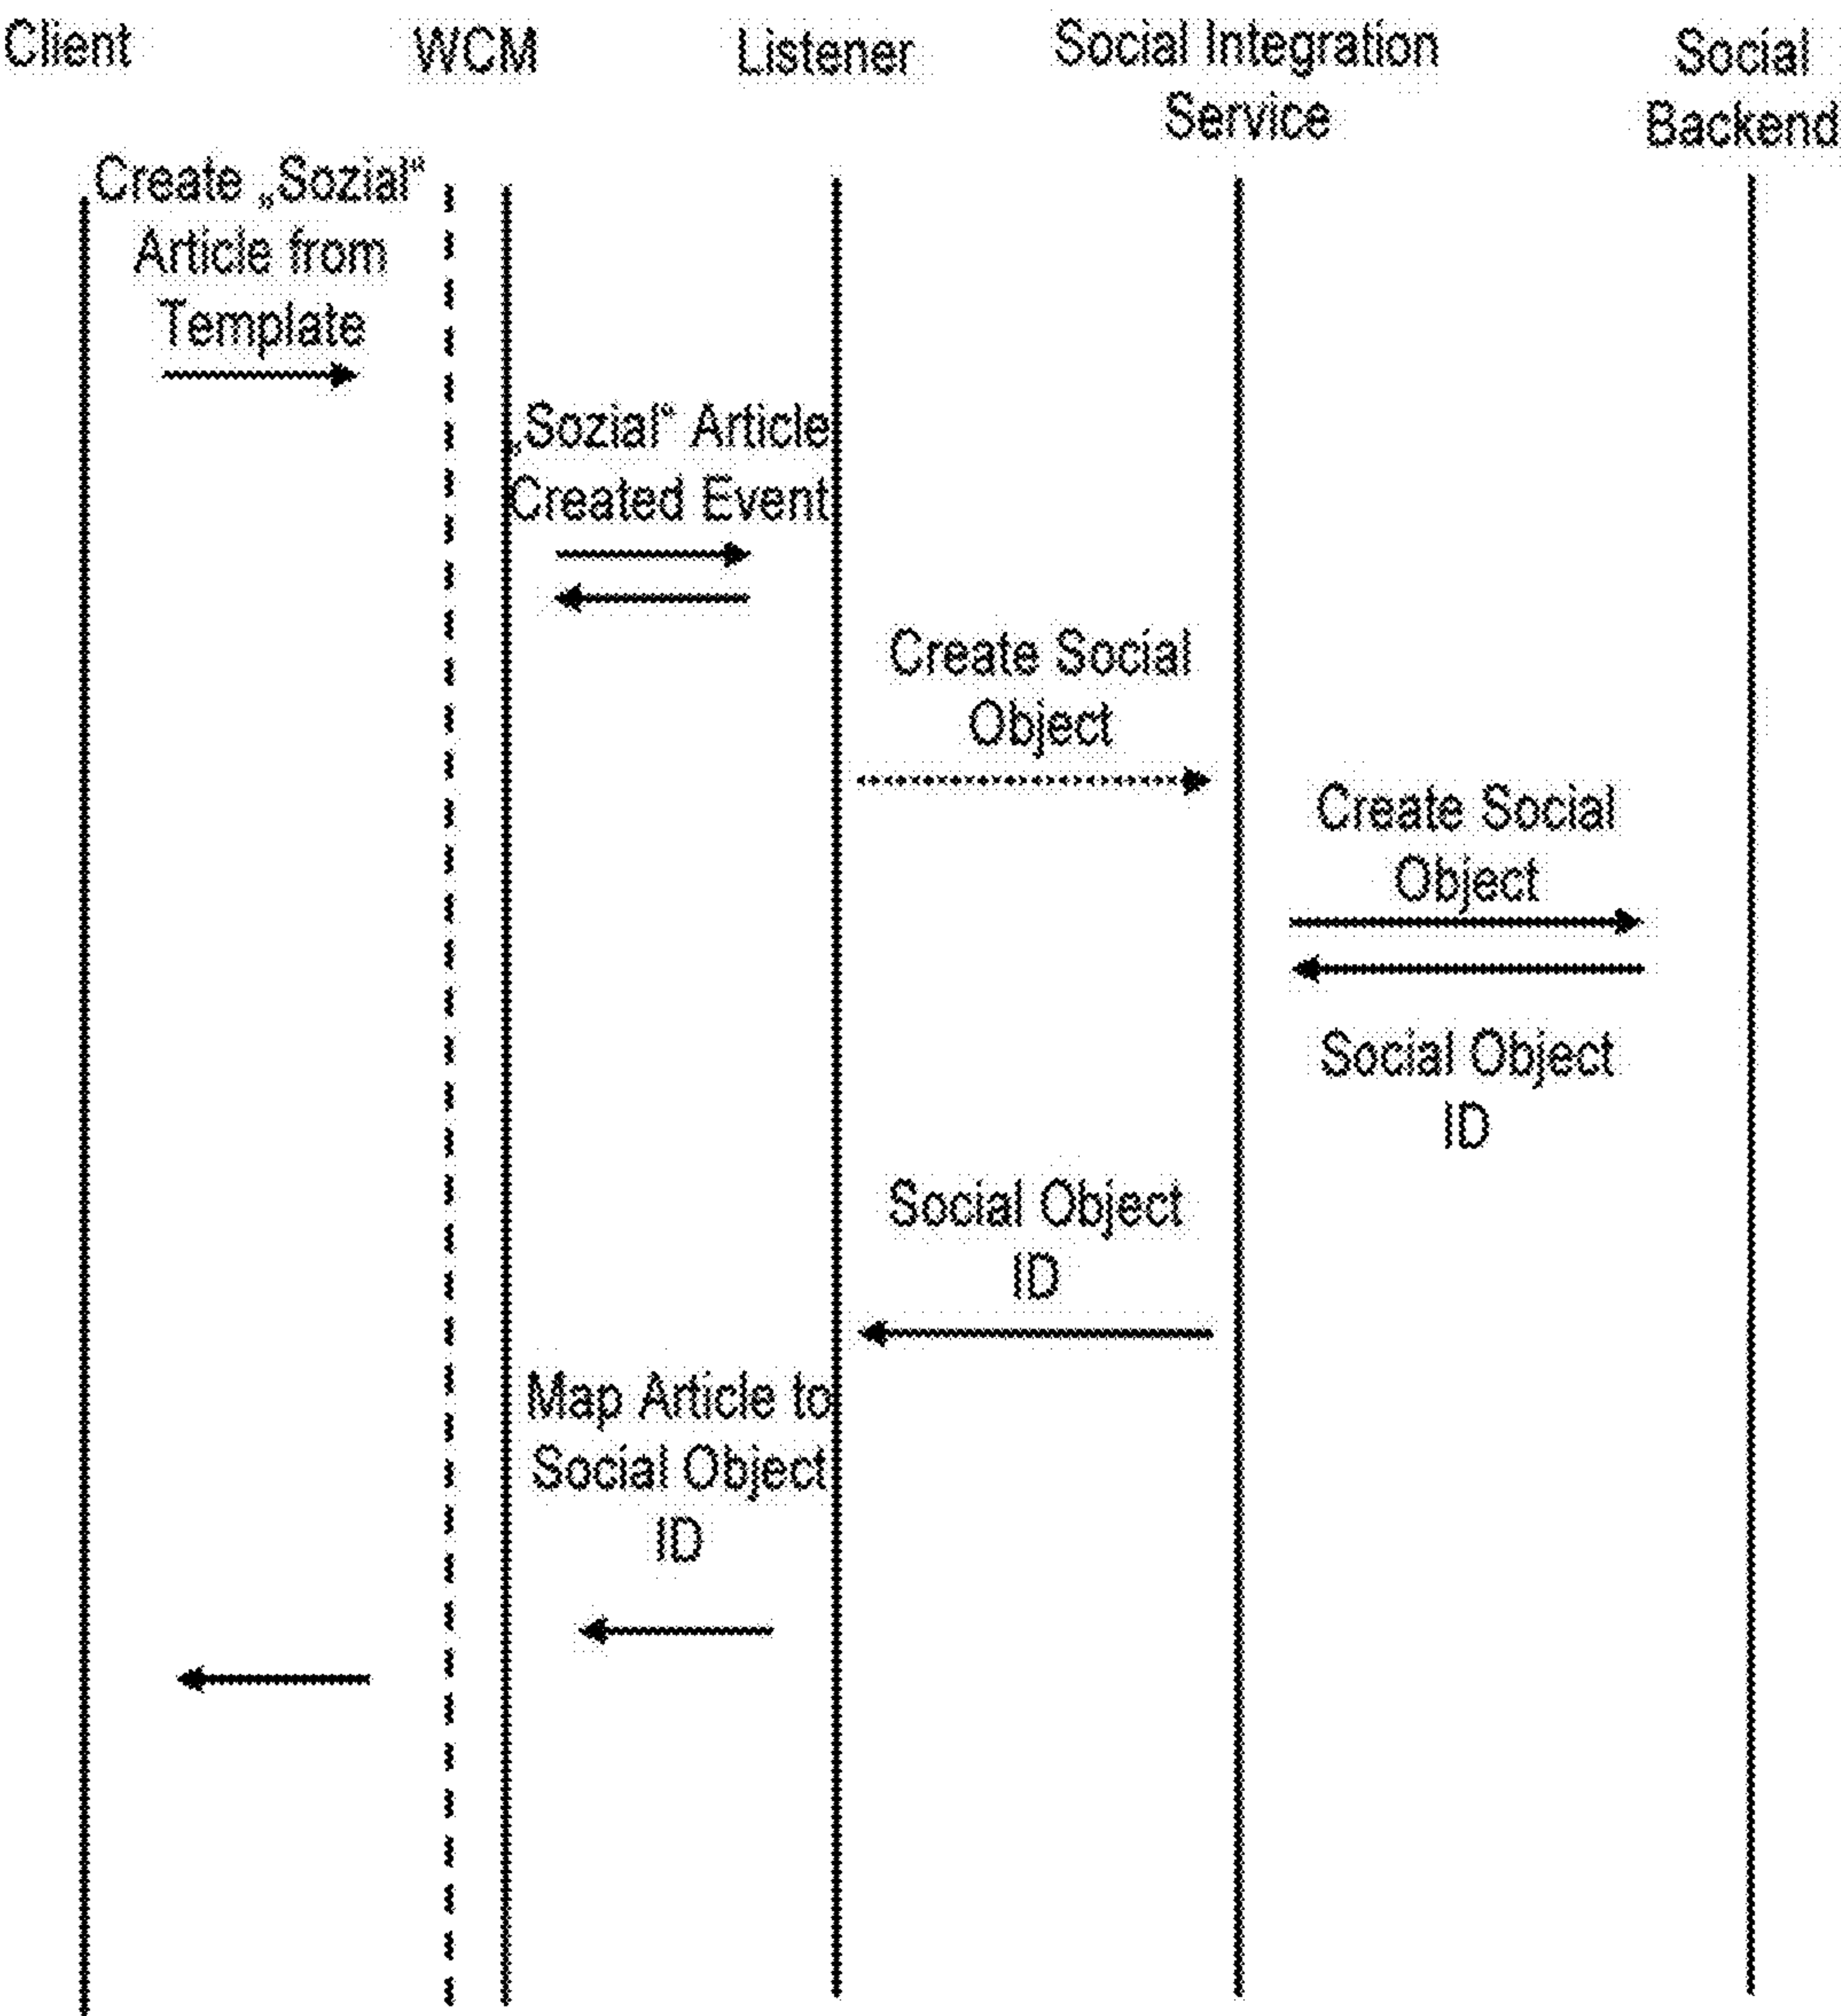 Client
WCM
Listener
Social Integration
Service
Social
Backend
Create „Sozial“
Article from
Template
„Sozial“ Article
Created Event
Create Social
Object
Create Social
Object
Social Object
ID
Social Object
ID
Map Article to
Social Object
ID